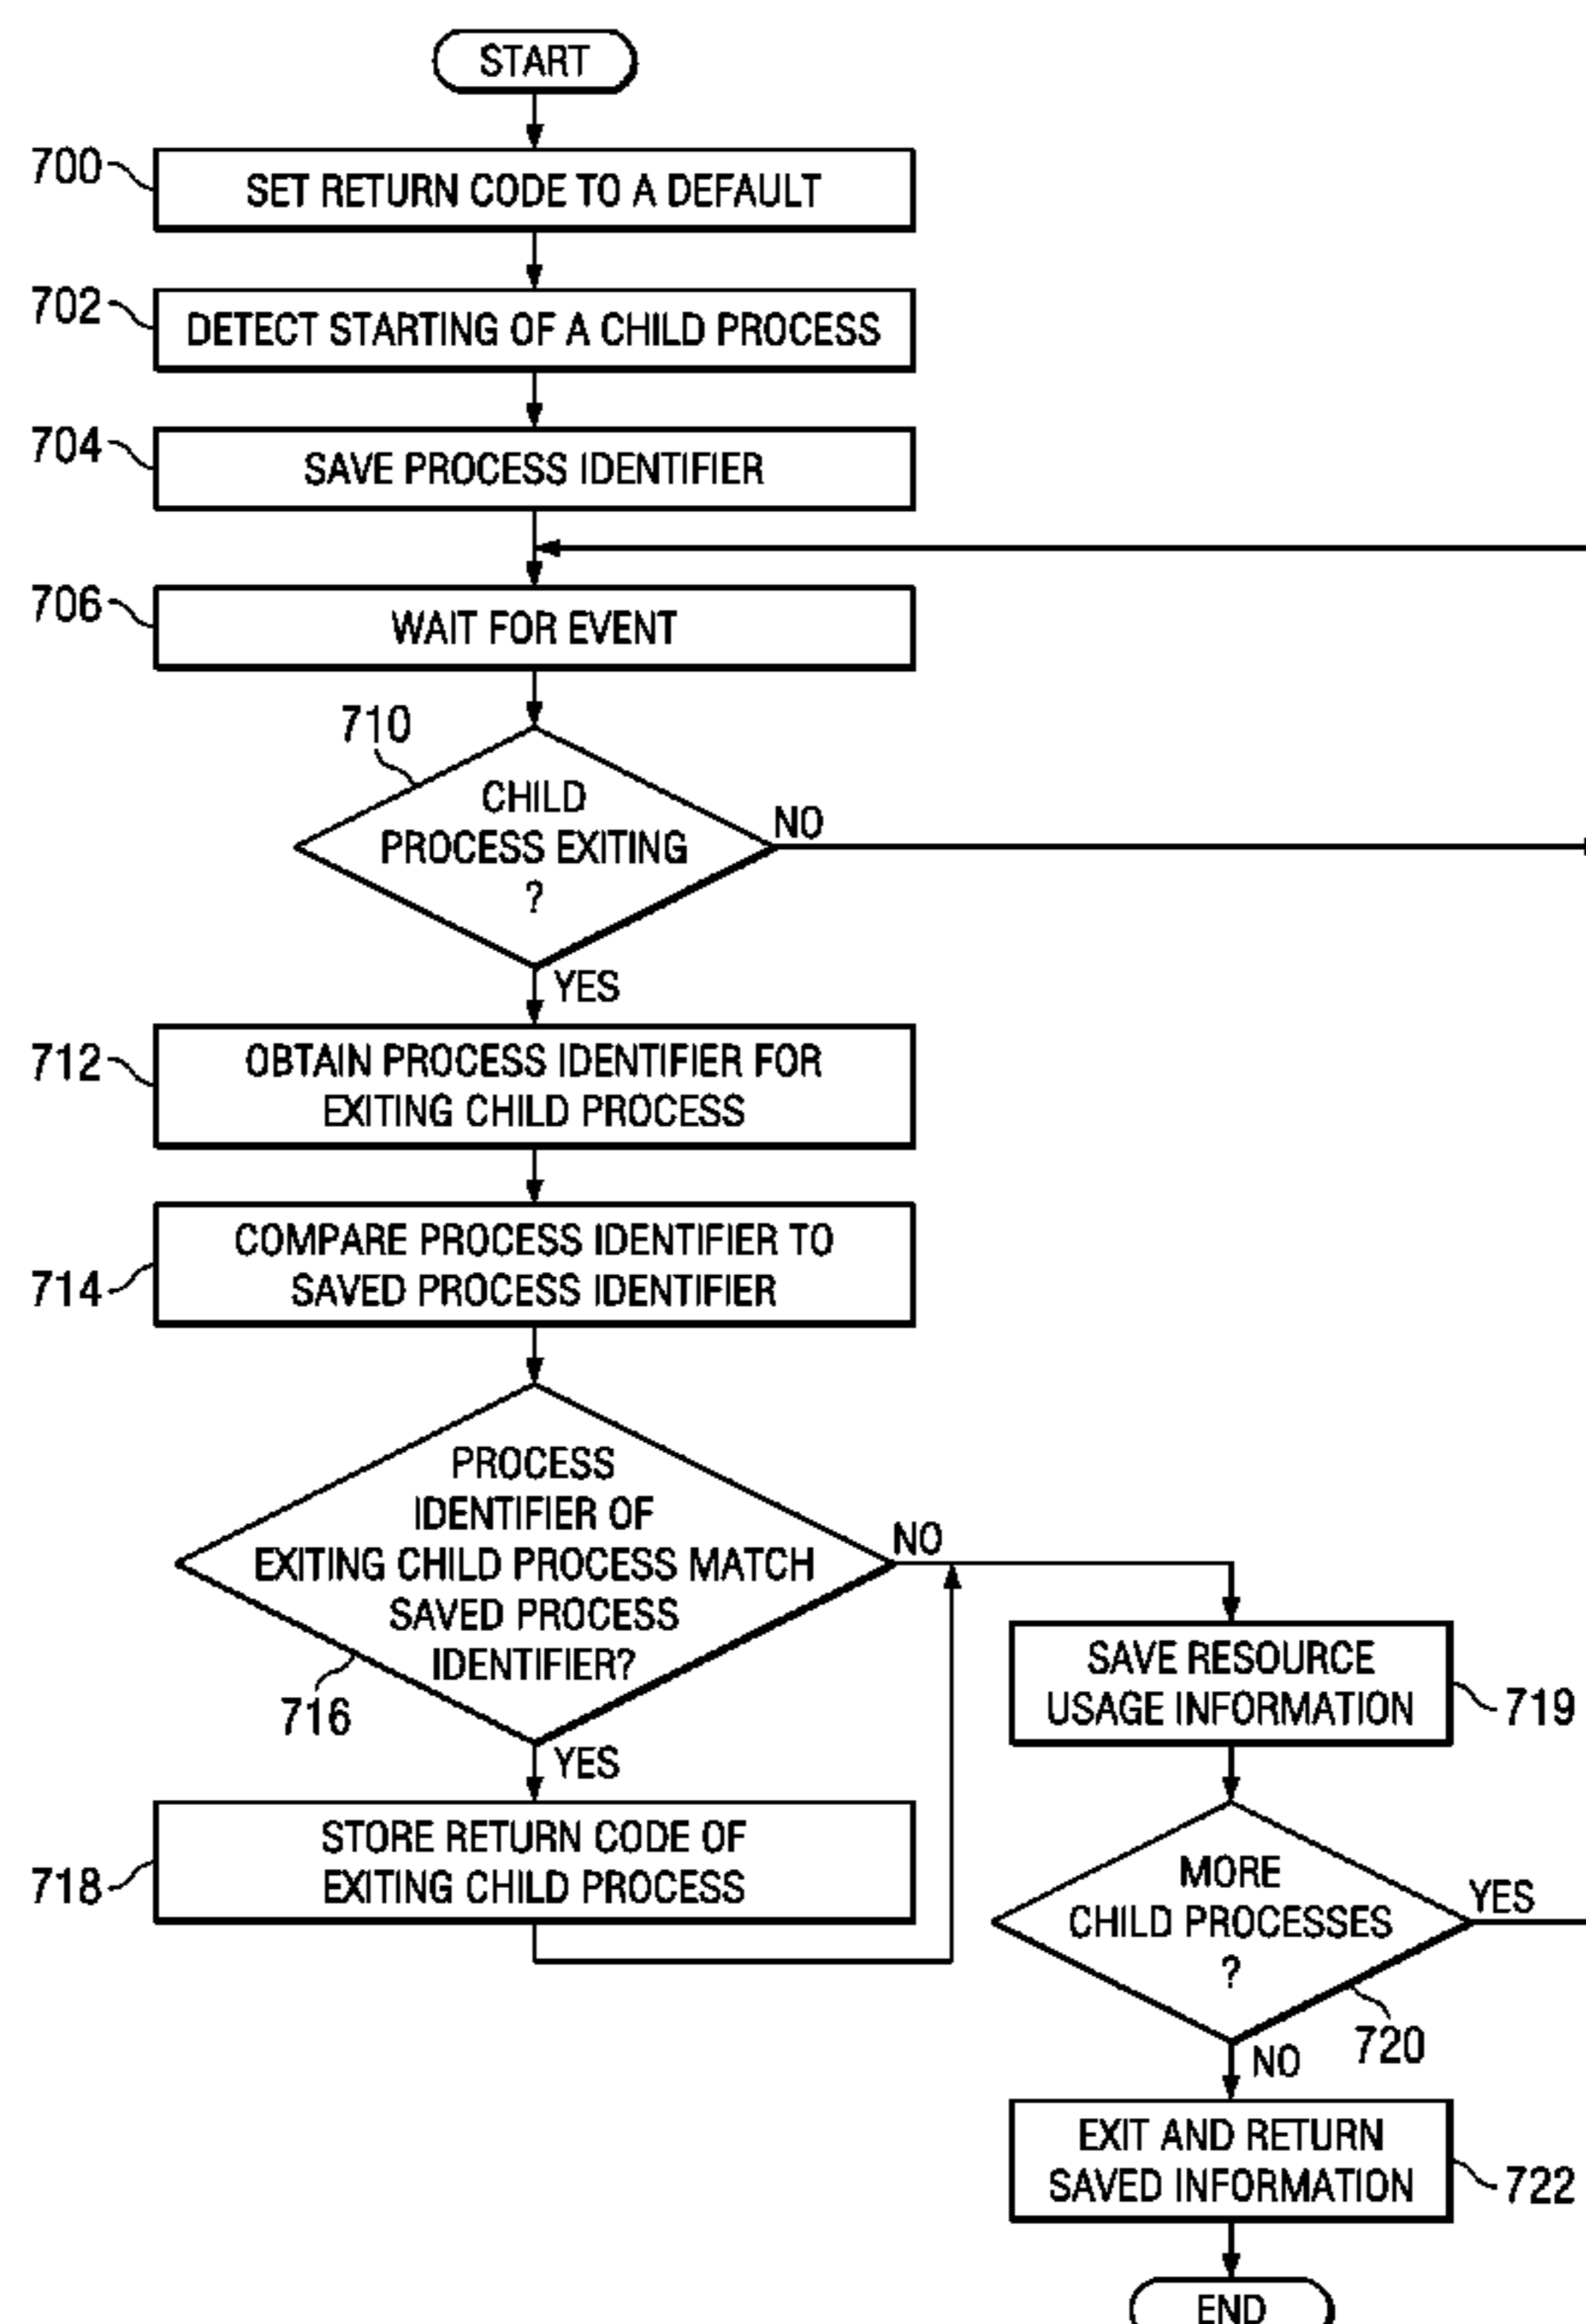 START
700
SET RETURN CODE TO A DEFAULT
702
DETECT STARTING OF A CHILD PROCESS
704
SAVE PROCESS IDENTIFIER
706
WAIT FOR EVENT
710
CHILD
PROCESS EXITING
?
NO
YES
712
OBTAIN PROCESS IDENTIFIER FOR
EXITING CHILD PROCESS
714
COMPARE PROCESS IDENTIFIER TO
SAVED PROCESS IDENTIFIER
PROCESS
IDENTIFIER OF
EXITING CHILD PROCESS MATCH
SAVED PROCESS
IDENTIFIER?
716
NO
YES
718
STORE RETURN CODE OF
EXITING CHILD PROCESS
SAVE RESOURCE
USAGE INFORMATION
719
MORE
CHILD PROCESSES
?
YES
720
NO
EXIT AND RETURN
SAVED INFORMATION
722
END